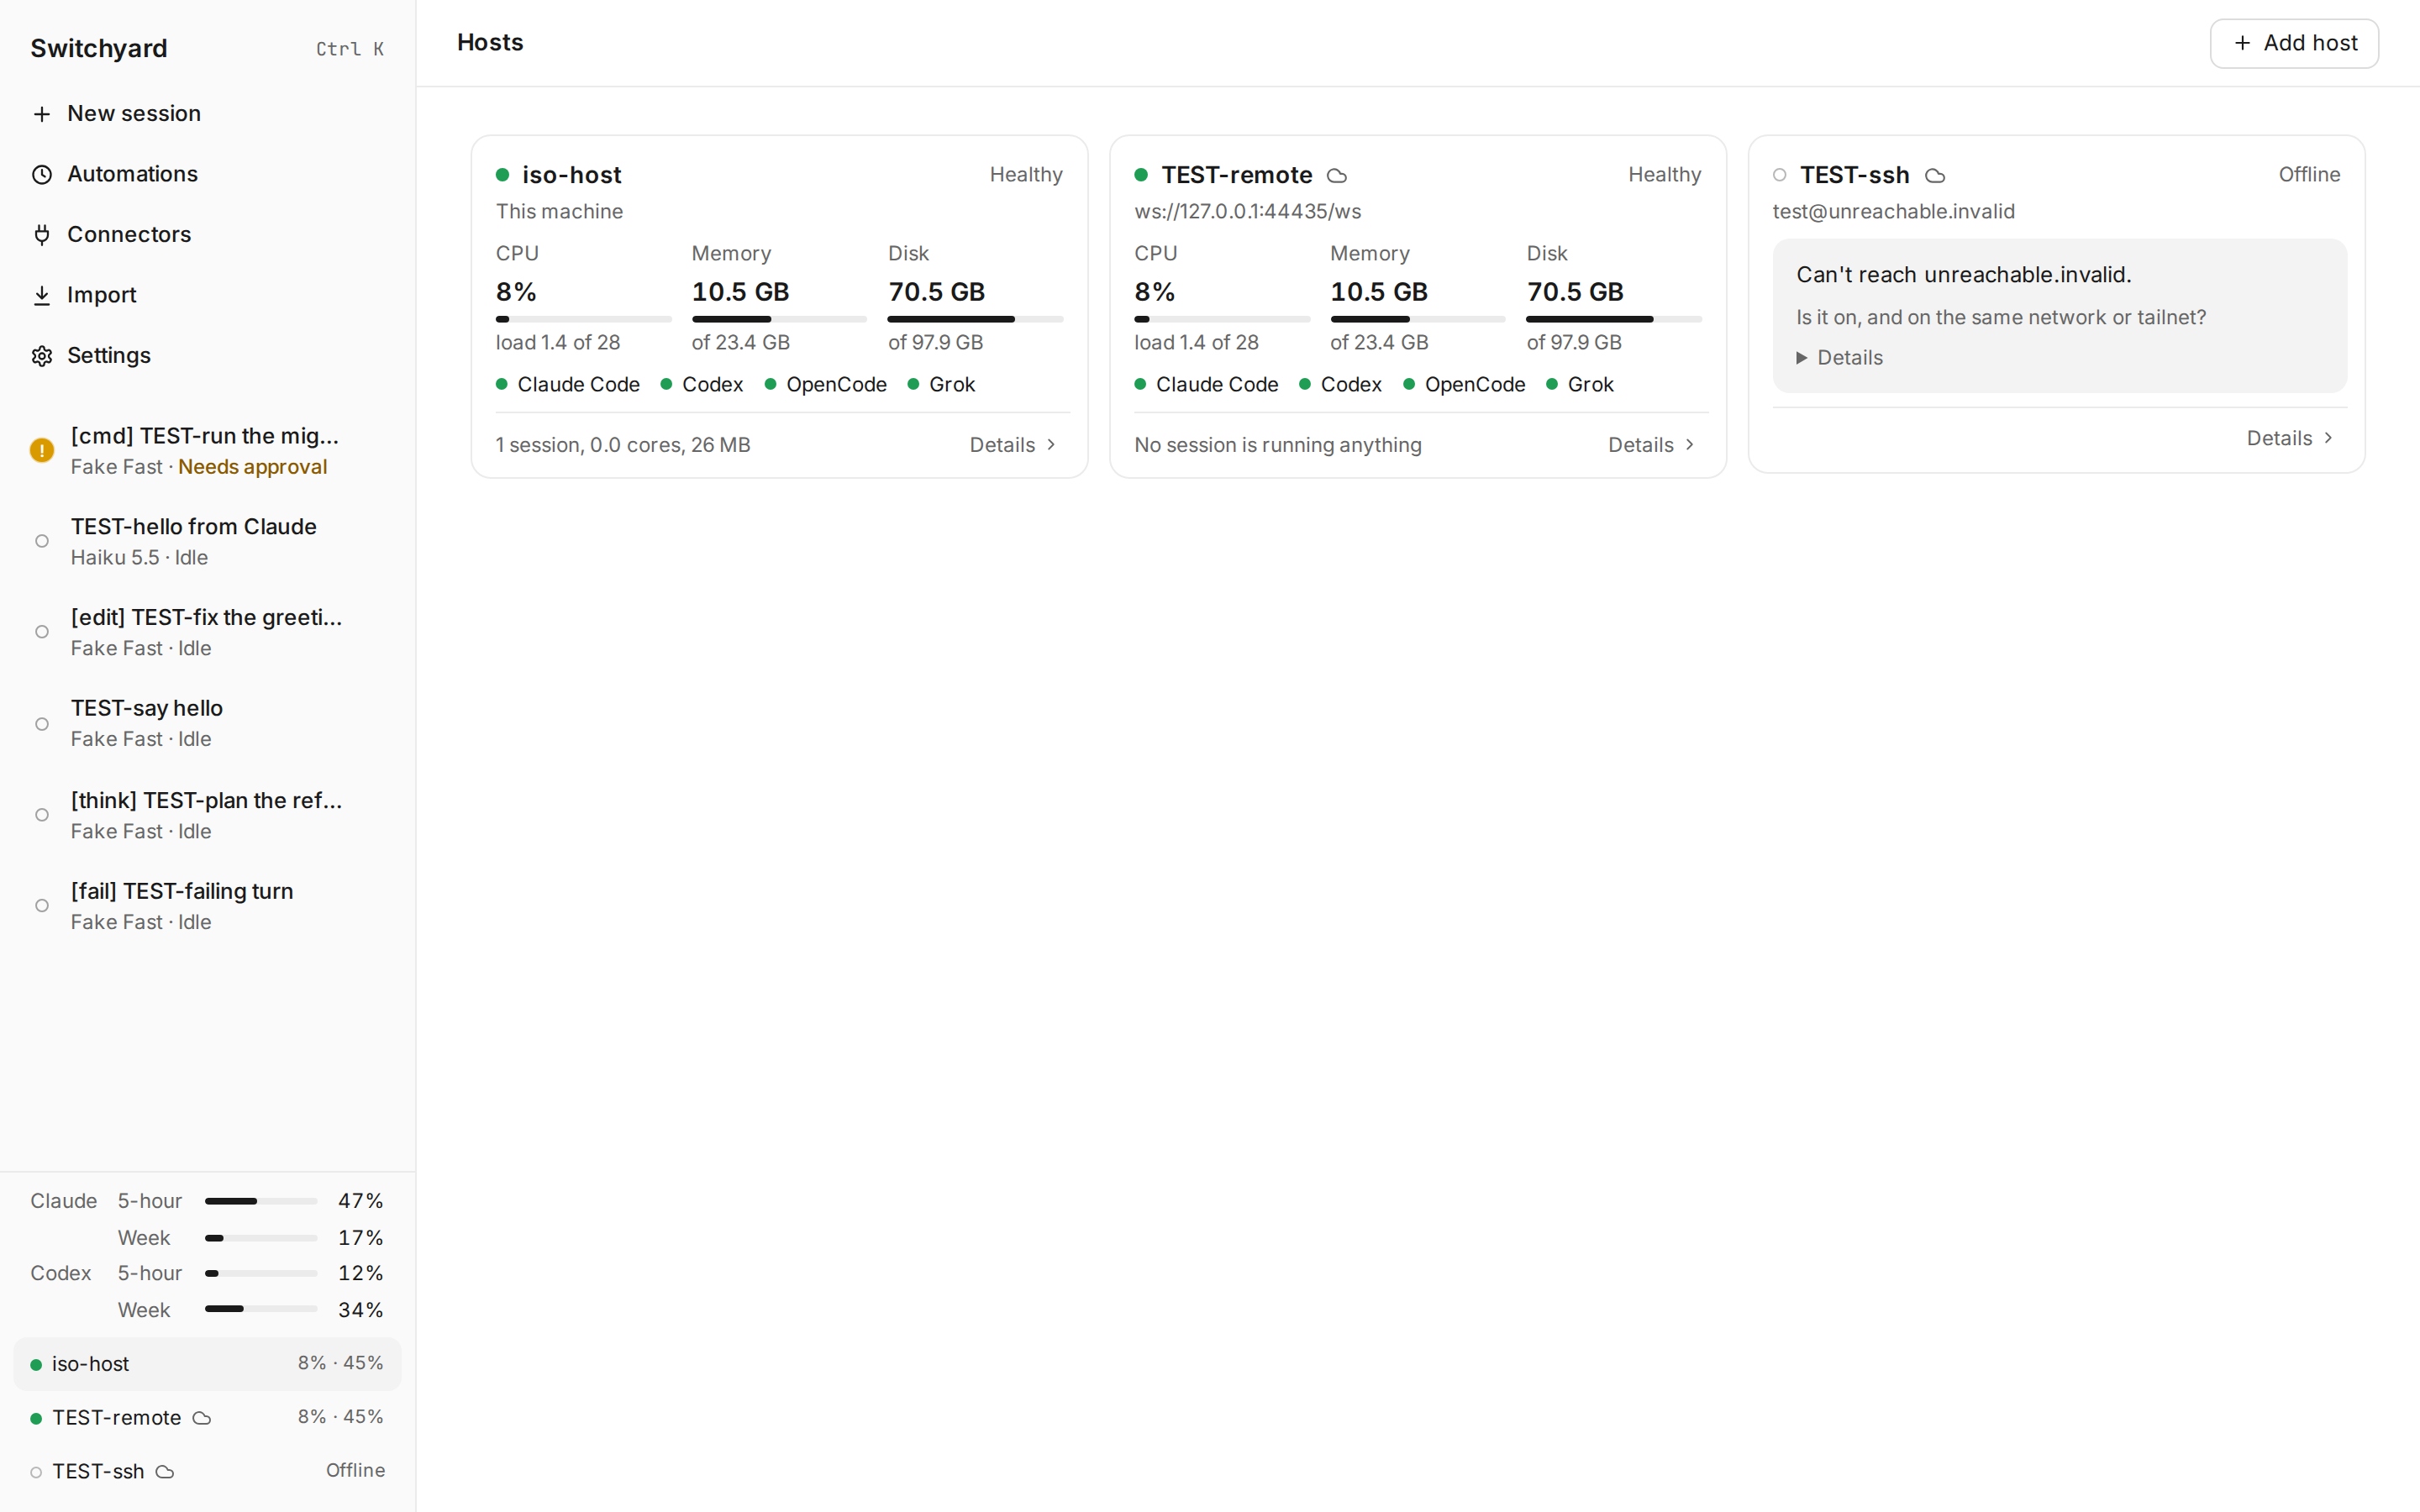 Switchyard Ctrl K
New session
Automations
Connectors
Import
Settings
[cmd] TEST-run the mig...
Fake Fast · Needs approval
TEST-hello from Claude
Haiku 5.5 · Idle
[edit] TEST-fix the greeti...
Fake Fast · Idle
TEST-say hello
Fake Fast · Idle
[think] TEST-plan the ref...
Fake Fast · Idle
[fail] TEST-failing turn
Fake Fast · Idle
Claude 5-hour 47%
Week 17%
Codex 5-hour 12%
Week 34%
iso-host 8% · 45%
TEST-remote 8% · 45%
TEST-ssh Offline
Hosts
Add host
iso-host Healthy
This machine
CPU Memory Disk
8% 10.5 GB 70.5 GB
load 1.4 of 28 of 23.4 GB of 97.9 GB
Claude Code Codex OpenCode Grok
1 session, 0.0 cores, 26 MB Details
TEST-remote Healthy
ws://127.0.0.1:44435/ws
CPU Memory Disk
8% 10.5 GB 70.5 GB
load 1.4 of 28 of 23.4 GB of 97.9 GB
Claude Code Codex OpenCode Grok
No session is running anything Details
TEST-ssh Offline
test@unreachable.invalid
Can't reach unreachable.invalid.
Is it on, and on the same network or tailnet?
Details
Details